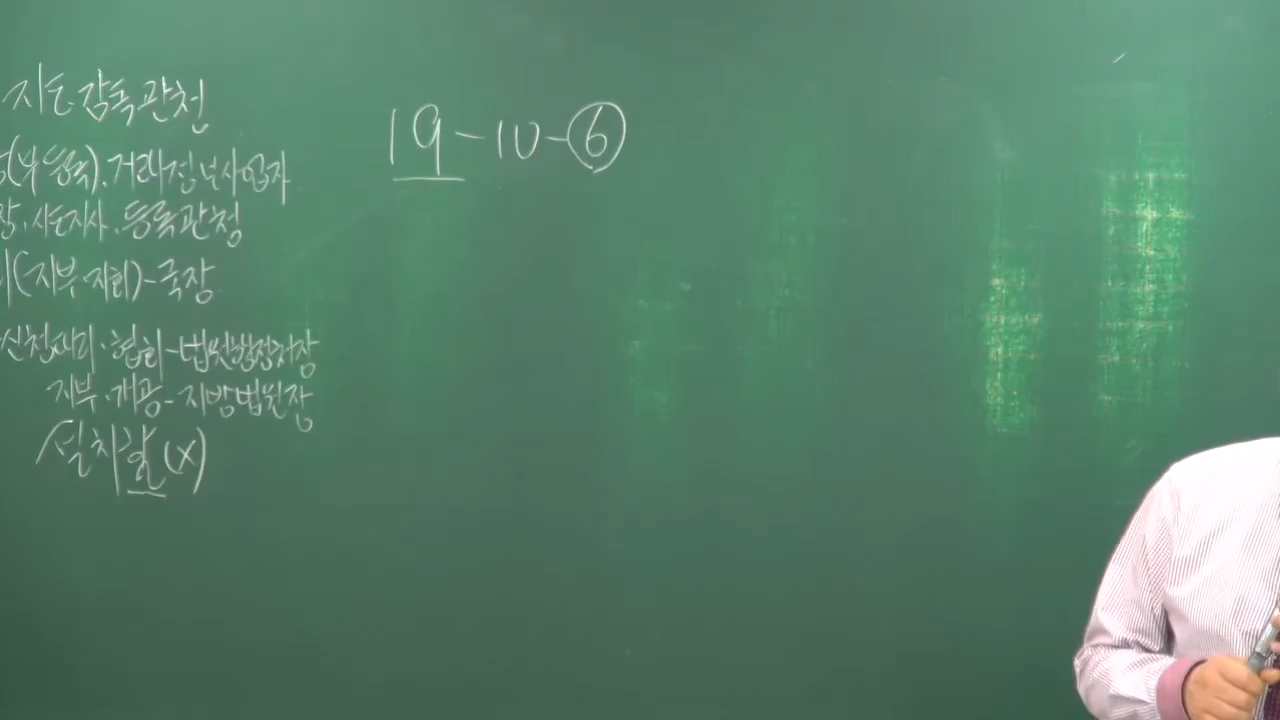 지도·감독관청
(부·등록)·거래정보사업자
장·시·도지사·등록관청
(지부·지회)-국장
신청대리·협회-법원행정처장
지부·개공-지방법원장
설치할(x)
19-10-6